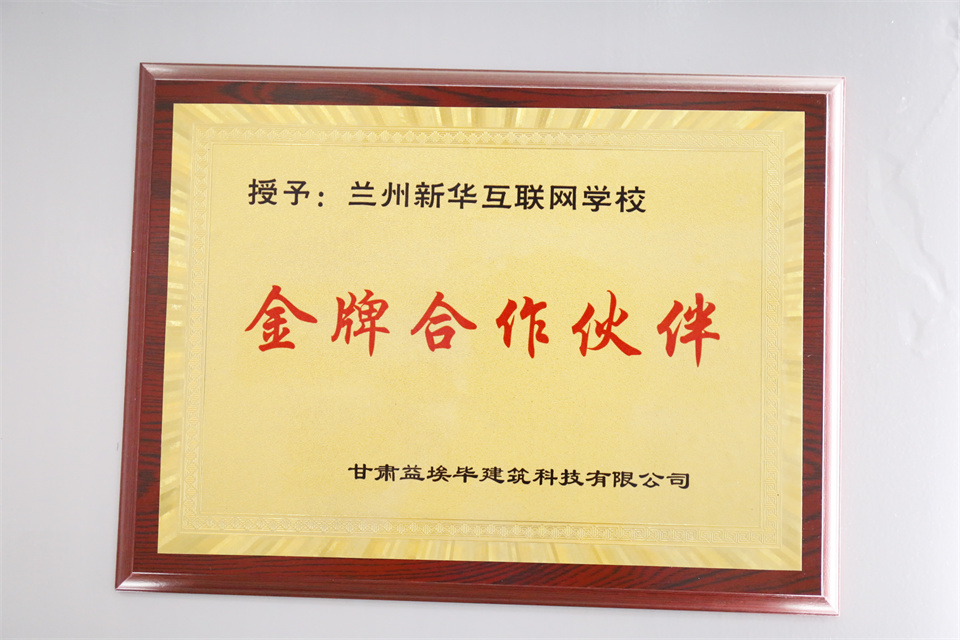 授予：兰州新华互联网学校
金牌合作伙伴
甘肃益埃毕建筑科技有限公司